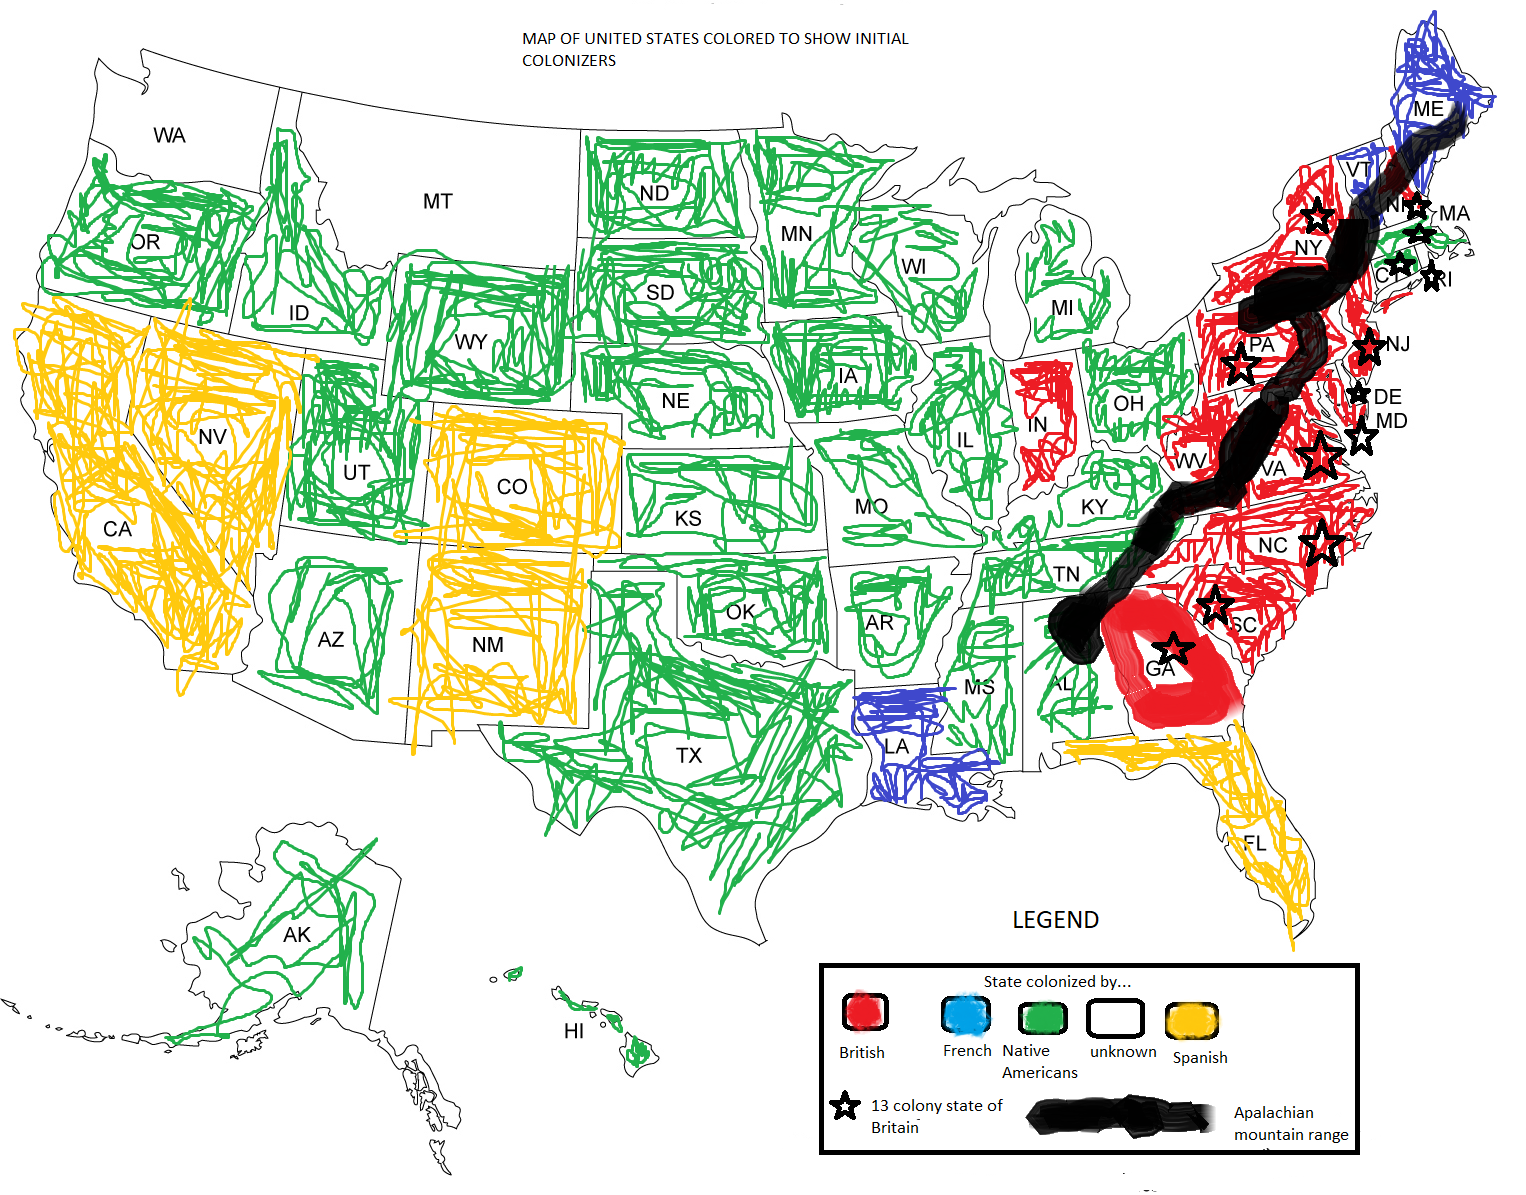 MAP OF UNITED STATES COLORED TO SHOW INITIAL
COLONIZERS
WA
MT
ND
MN
OR
ID
WY
SD
WI
MI
ME
VT
NH
MA
NY
CT
RI
PA
NJ
DE
MD
IA
NE
NV
UT
CO
CA
KS
MO
IL
IN
OH
WV
VA
KY
NC
TN
AZ
NM
OK
AR
SC
GA
MS
AL
TX
LA
FL
AK
HI
LEGEND
State colonized by...
British
French
Native
Americans
unknown
Spanish
13 colony state of
Britain
Apalachian
mountain range